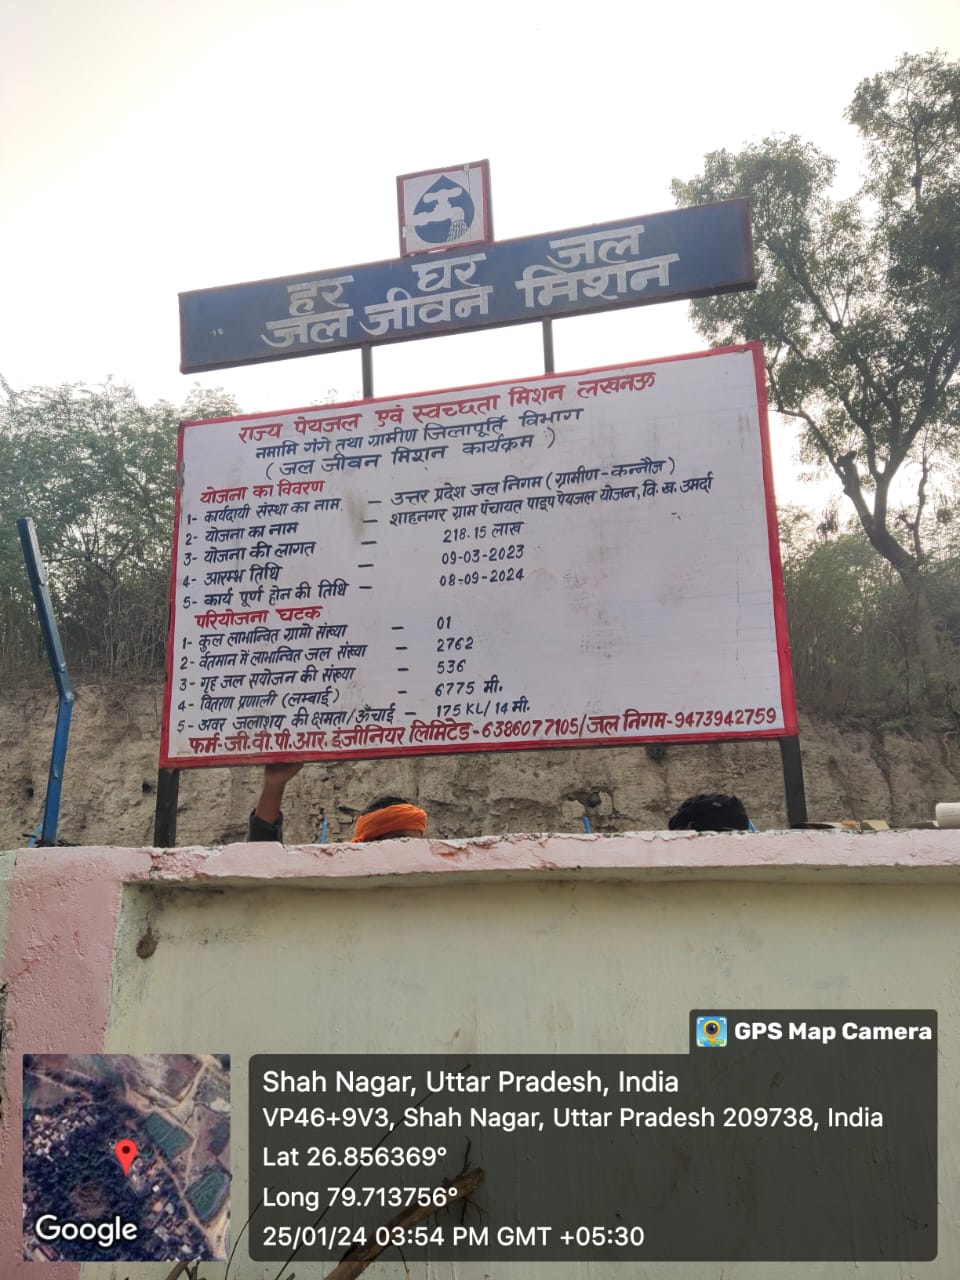 हर घर जल
जल जीवन मिशन
राज्य पेयजल एवं स्वच्छता मिशन लखनऊ
नमामि गंगे तथा ग्रामीण जिलापूर्ति विभाग
(जल जीवन मिशन कार्यक्रम)
योजना का विवरण
1- कार्यदायी संस्था का नाम. - उत्तर प्रदेश जल निगम (ग्रामीण-कन्नौज)
2- योजना का नाम - शाहनगर ग्राम पंचायत पाइप पेयजल योजन, वि.ख. उमर्दा
3- योजना की लागत - 218.15 लाख
4- आरम्भ तिथि - 09-03-2023
5- कार्य पूर्ण होन की तिथि - 08-09-2024
परियोजना घटक
1- कुल लाभान्वित ग्रामो संख्या - 01
2- र्वतमान में लाभान्वित जल संख्या - 2762
3- गृह जल सयोजन की संख्या - 536
4- वितरण प्रणाली (लम्बाई) - 6775 मी.
5- अवर जलाशय की क्षमता/ऊँचाई - 175 KL/14 मी.
फर्म-जी.वी.पी.आर. इंजीनियर लिमिटेड-6386077105/जल निगम-9473942759
GPS Map Camera
Shah Nagar, Uttar Pradesh, India
VP46+9V3, Shah Nagar, Uttar Pradesh 209738, India
Lat 26.856369°
Long 79.713756°
25/01/24 03:54 PM GMT +05:30
Google